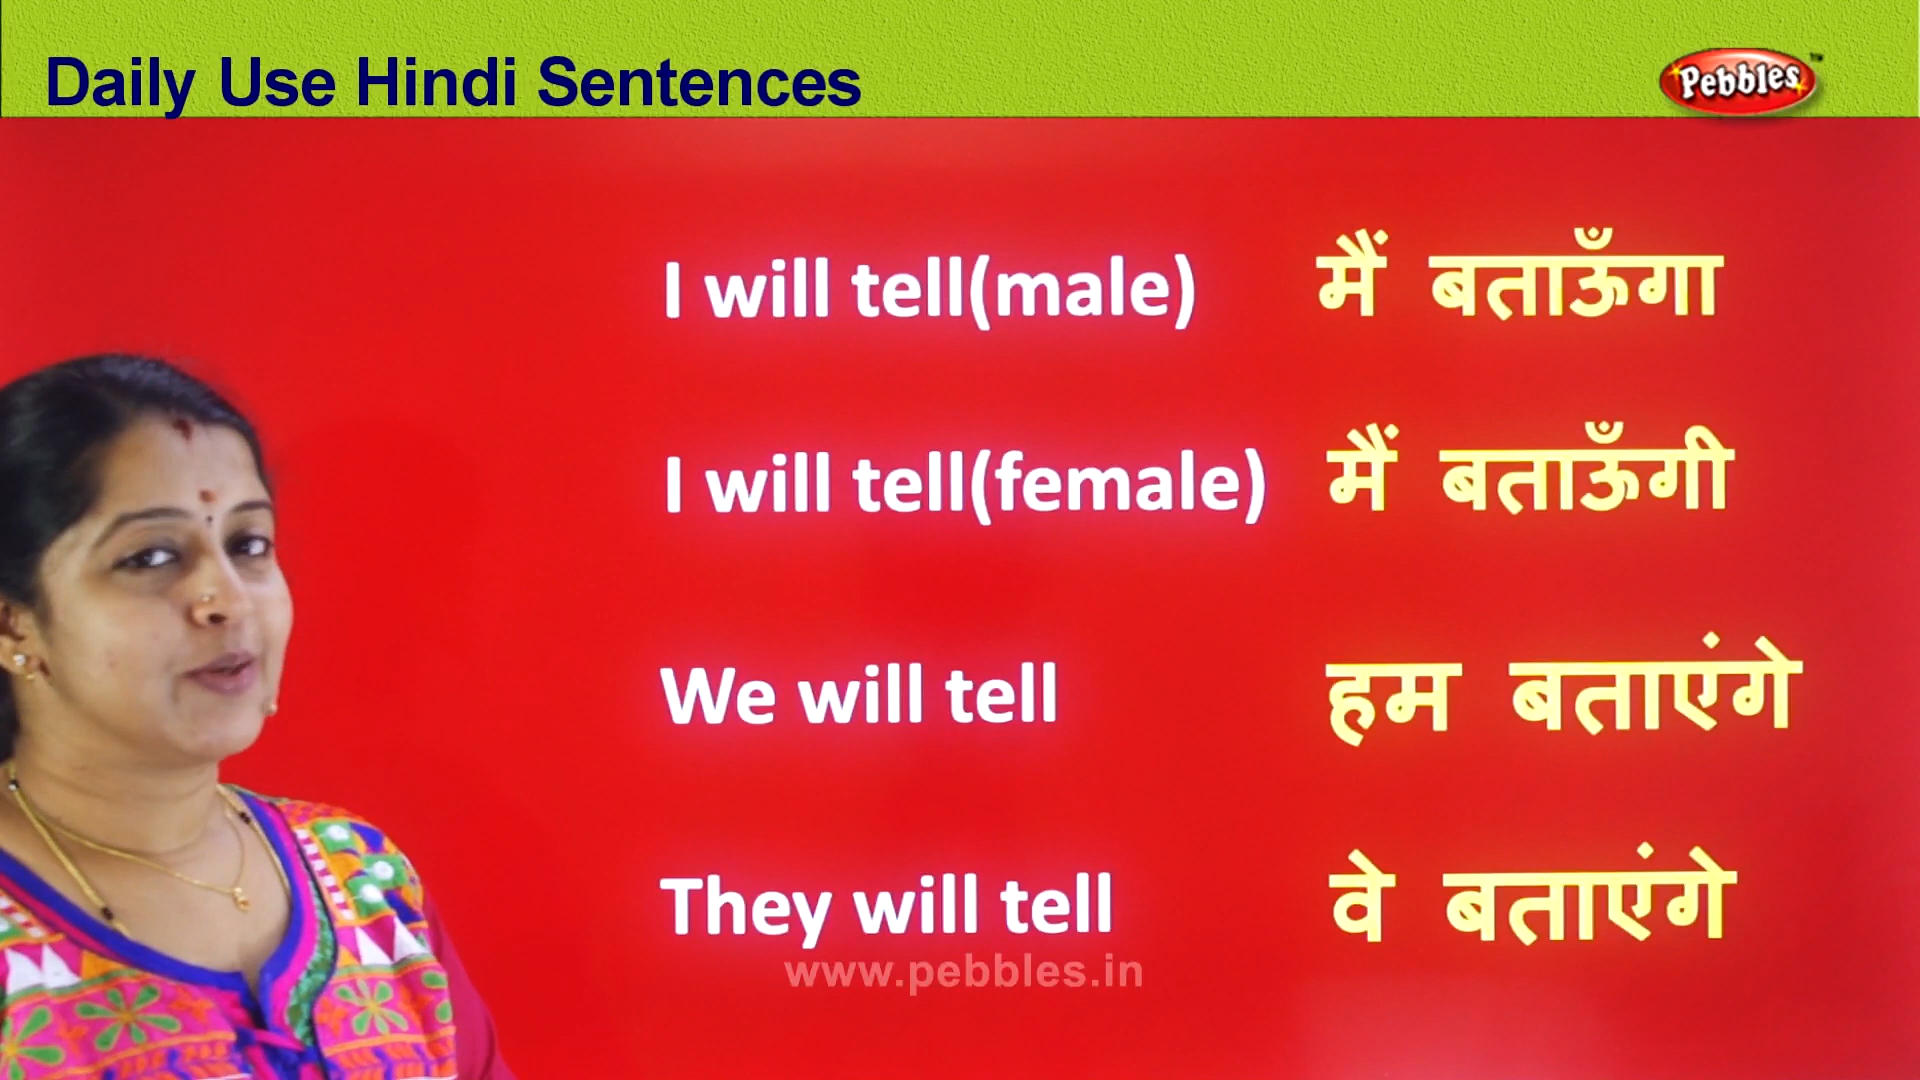 Daily Use Hindi Sentences
Pebbles™
I will tell(male) मैं बताऊँगा
I will tell(female) मैं बताऊँगी
We will tell हम बताएंगे
They will tell वे बताएंगे
www.pebbles.in